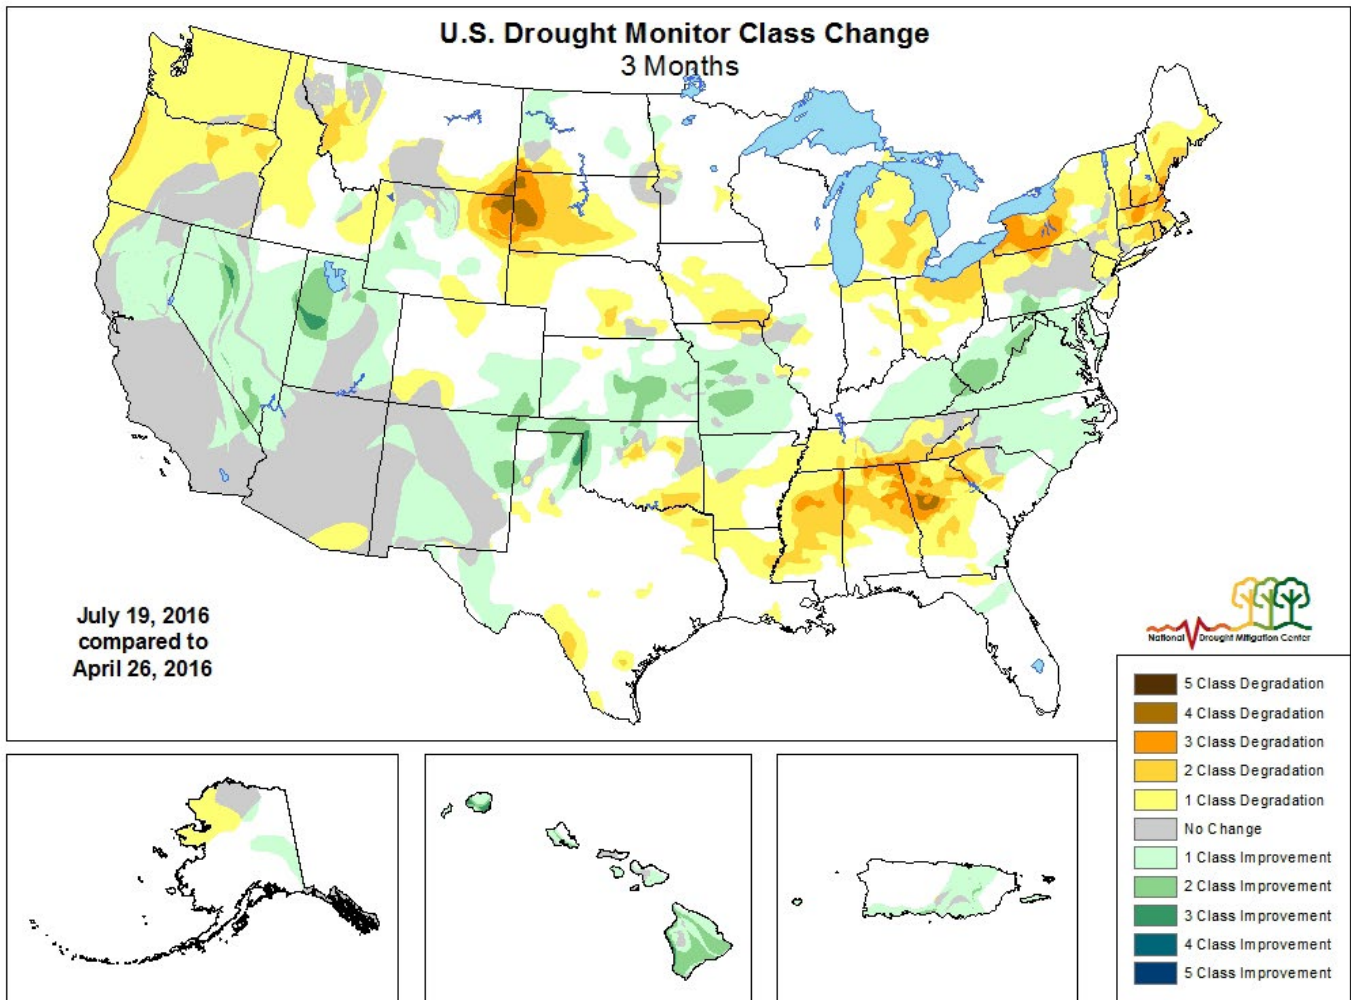 U.S. Drought Monitor Class Change
3 Months
July 19, 2016
compared to
April 26, 2016
National Drought Mitigation Center
5 Class Degradation
4 Class Degradation
3 Class Degradation
2 Class Degradation
1 Class Degradation
No Change
1 Class Improvement
2 Class Improvement
3 Class Improvement
4 Class Improvement
5 Class Improvement